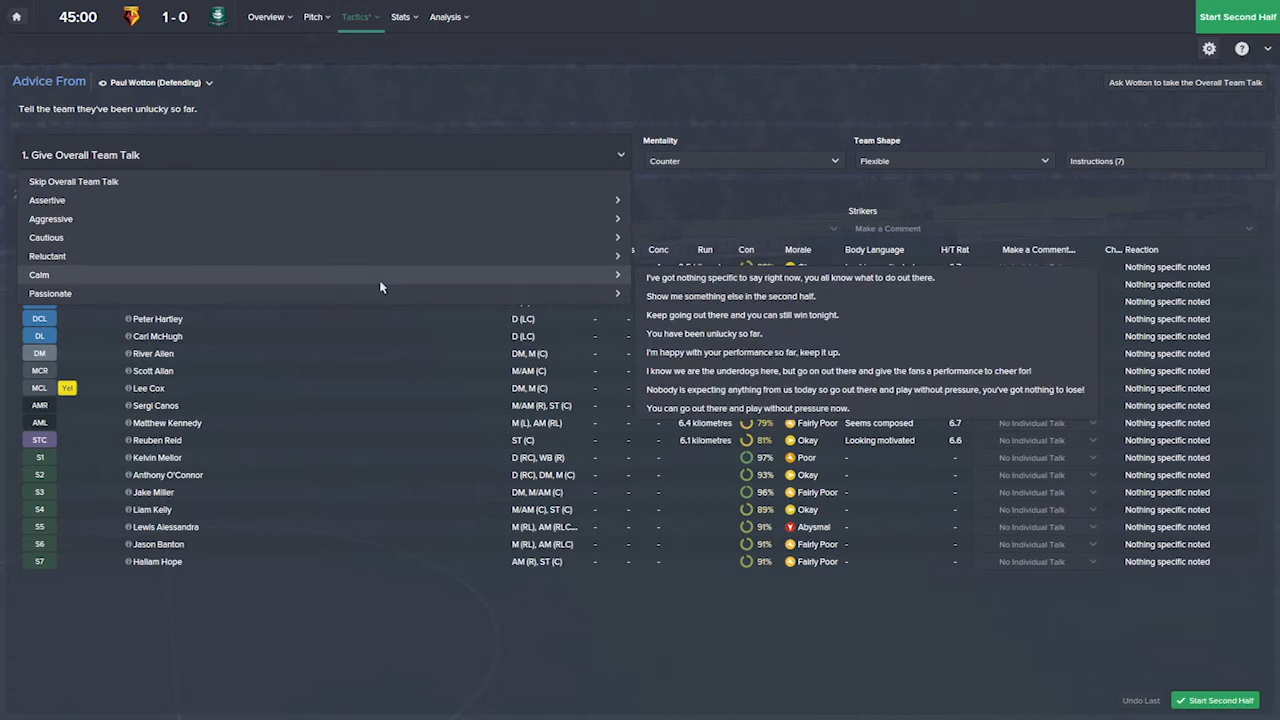 45:00 1 - 0 Overview Pitch Tactics* Stats Analysis Start Second Half
?
Advice From Paul Wotton (Defending) Ask Wotton to take the Overall Team Talk
Tell the team they've been unlucky so far.
Mentality Team Shape
1. Give Overall Team Talk
Counter Flexible Instructions (7)
Skip Overall Team Talk
Assertive
Strikers
Aggressive
Make a Comment
Cautious
Conc Run Con Morale Body Language H/T Rat Make a Comment... Ch... Reaction
Reluctant
Nothing specific noted
Calm
I've got nothing specific to say right now, you all know what to do out there.
Nothing specific noted
Passionate
Show me something else in the second half.
Nothing specific noted
Keep going out there and you can still win tonight.
DCL Peter Hartley D (LC) - - Nothing specific noted
You have been unlucky so far.
DL Carl McHugh D (LC) - - Nothing specific noted
I'm happy with your performance so far, keep it up.
DM River Allen DM, M (C) - - Nothing specific noted
I know we are the underdogs here, but go on out there and give the fans a performance to cheer for!
MCR Scott Allan M/AM (C) - - Nothing specific noted
Nobody is expecting anything from us today so go out there and play without pressure, you've got nothing to lose!
MCL Yel Lee Cox DM, M (C) - - Nothing specific noted
You can go out there and play without pressure now.
AMR Sergi Canos M/AM (R), ST (C) - - Nothing specific noted
AML Matthew Kennedy M (L), AM (RL) - - - 6.4 kilometres 79% Fairly Poor Seems composed 6.7 No Individual Talk Nothing specific noted
STC Reuben Reid ST (C) - - - 6.1 kilometres 81% Okay Looking motivated 6.6 No Individual Talk Nothing specific noted
S1 Kelvin Mellor D (RC), WB (R) - - - 97% Poor - - No Individual Talk Nothing specific noted
S2 Anthony O'Connor D (RC), DM, M (C) - - - 93% Okay - - No Individual Talk Nothing specific noted
S3 Jake Miller DM, M/AM (C) - - - 96% Fairly Poor - - No Individual Talk Nothing specific noted
S4 Liam Kelly M/AM (C), ST (C) - - - 89% Okay - - No Individual Talk Nothing specific noted
S5 Lewis Alessandra M (RL), AM (RLC... - - - 91% Abysmal - - No Individual Talk Nothing specific noted
S6 Jason Banton M (RL), AM (RLC) - - - 91% Fairly Poor - - No Individual Talk Nothing specific noted
Hallam Hope AM (R), ST (C) - - - 91% Fairly Poor - - No Individual Talk Nothing specific noted
Undo Last Start Second Half